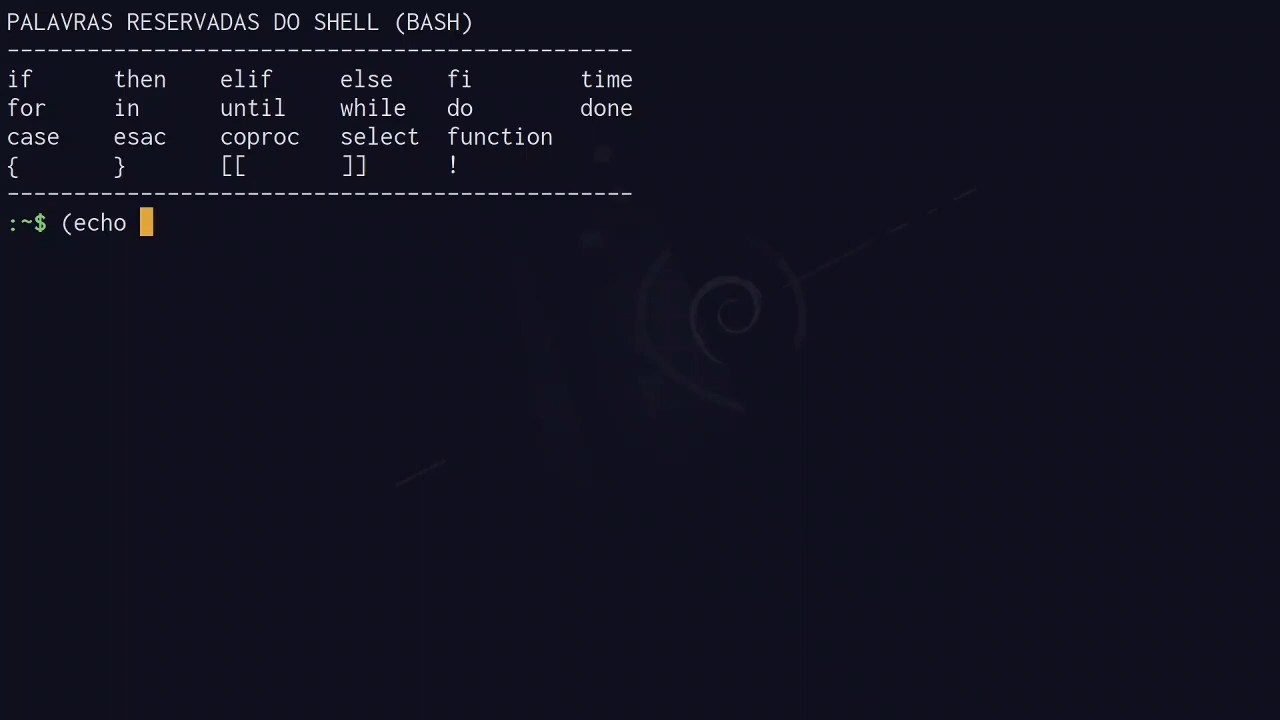 PALAVRAS RESERVADAS DO SHELL (BASH)
-----------------------------------------------
if then elif else fi time
for in until while do done
case esac coproc select function
{ } [[ ]] !
-----------------------------------------------
:~$ (echo